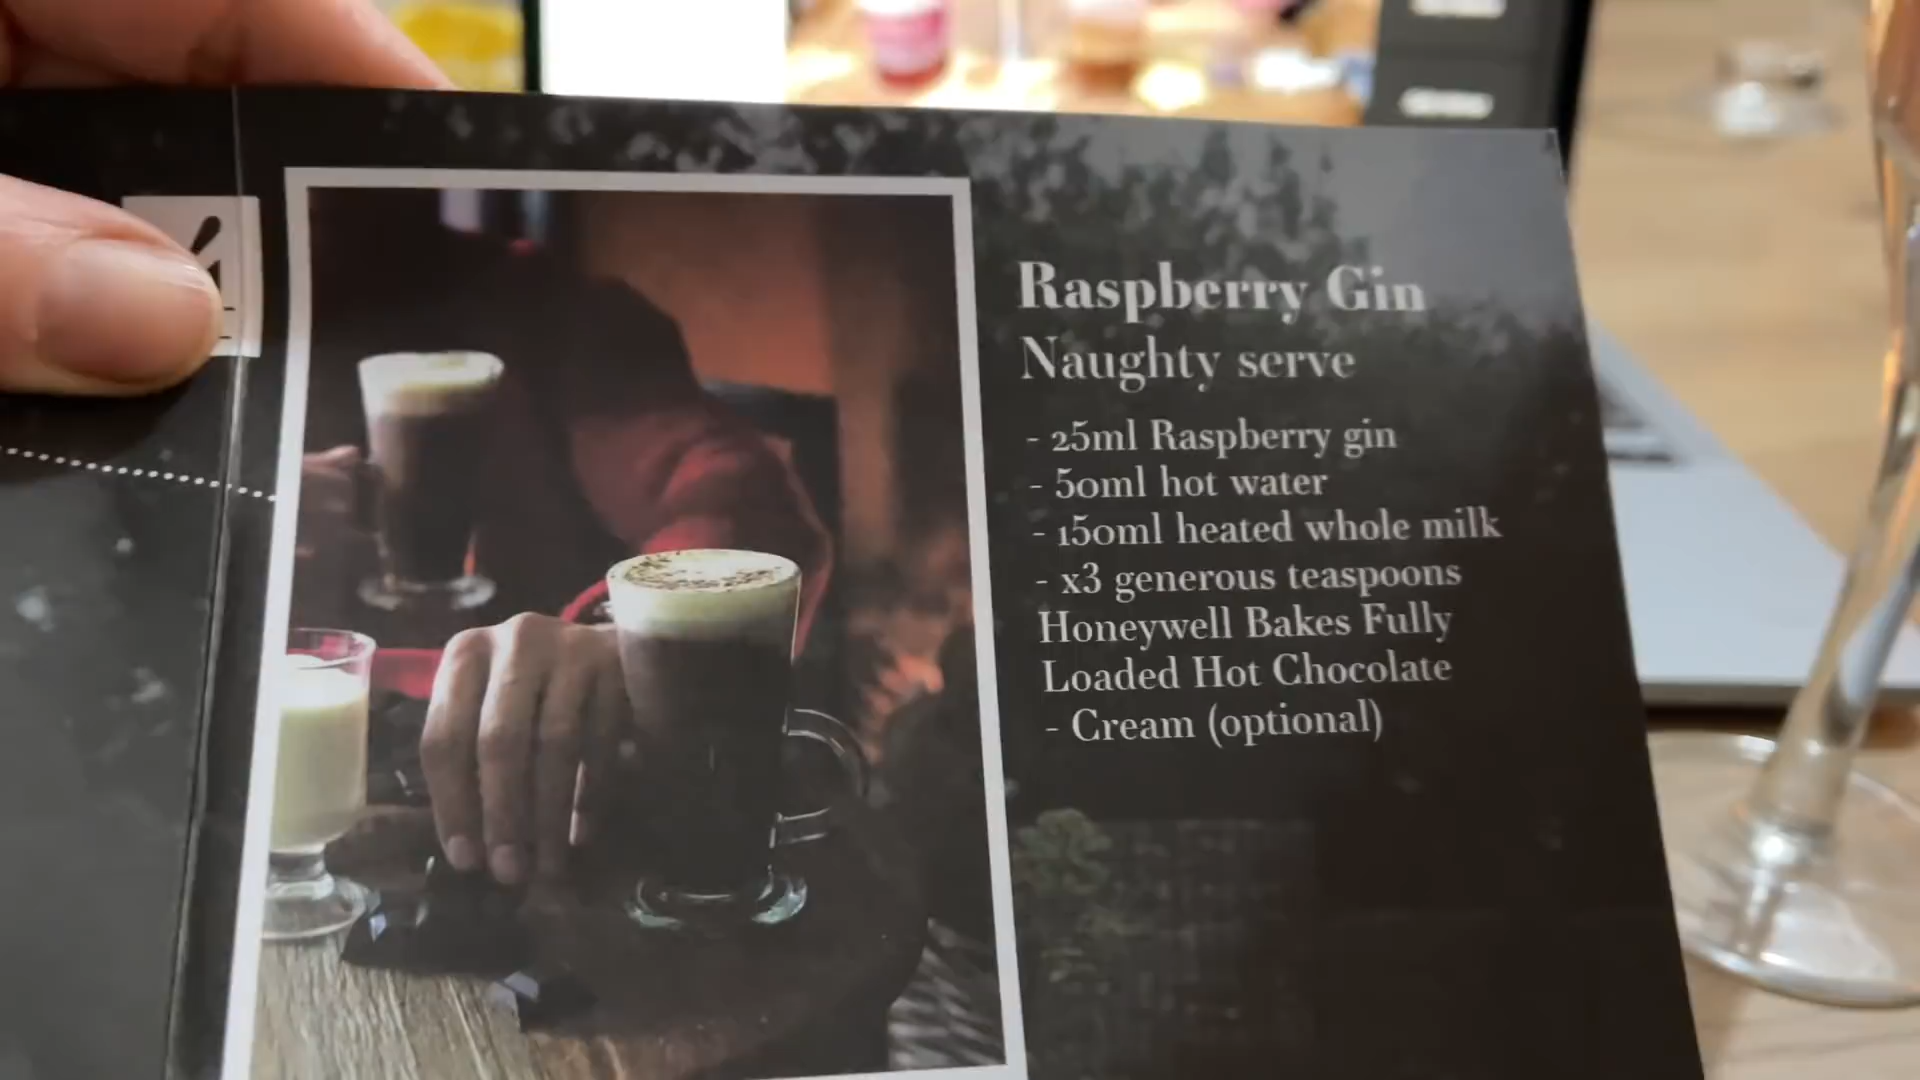 Raspberry Gin
Naughty serve
- 25ml Raspberry gin
- 50ml hot water
- 150ml heated whole milk
- x3 generous teaspoons
Honeywell Bakes Fully
Loaded Hot Chocolate
- Cream (optional)